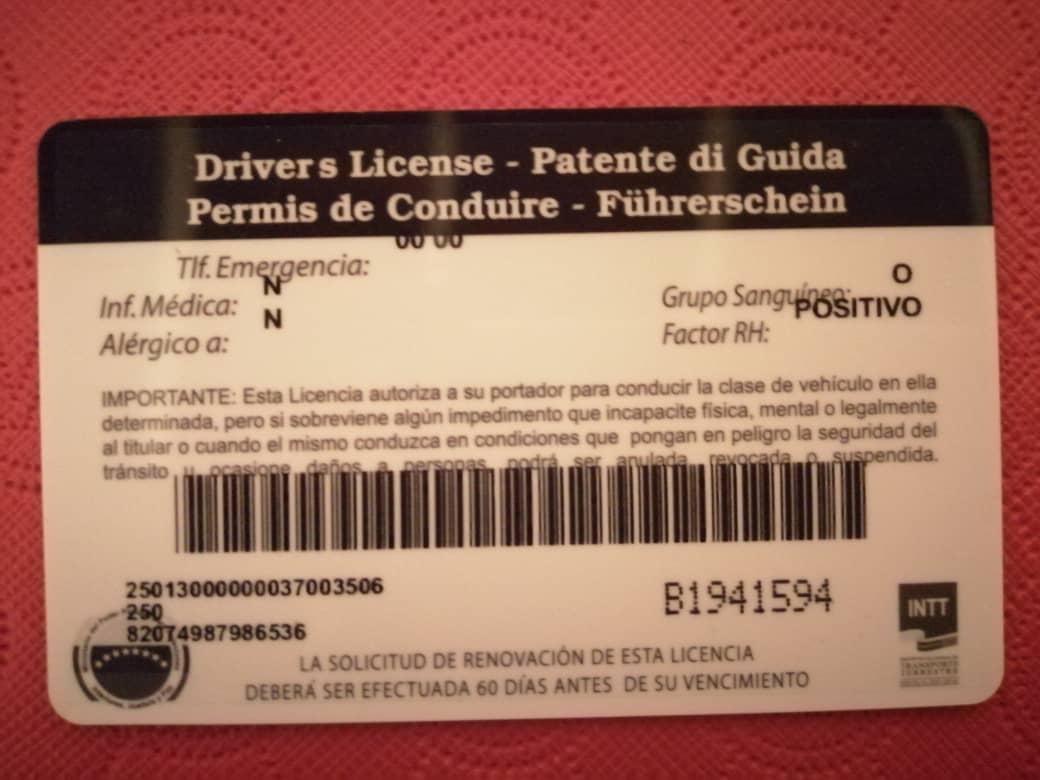 Drivers License - Patente di Guida
Permis de Conduire - Führerschein
00 00
Tlf. Emergencia:
N
Inf. Médica:
N
Alérgico a:
O
Grupo Sanguíneo:
POSITIVO
Factor RH:
IMPORTANTE: Esta Licencia autoriza a su portador para conducir la clase de vehículo en ella
determinada, pero si sobreviene algún impedimento que incapacite física, mental o legalmente
al titular o cuando el mismo conduzca en condiciones que pongan en peligro la seguridad del
tránsito y ocasione daños a personas podrá ser anulada revocada o suspendida.
25013000000037003506
250
82074987986536
B1941594
INTT
TRANSPORTE
TERRESTRE
LA SOLICITUD DE RENOVACIÓN DE ESTA LICENCIA
DEBERÁ SER EFECTUADA 60 DÍAS ANTES DE SU VENCIMIENTO